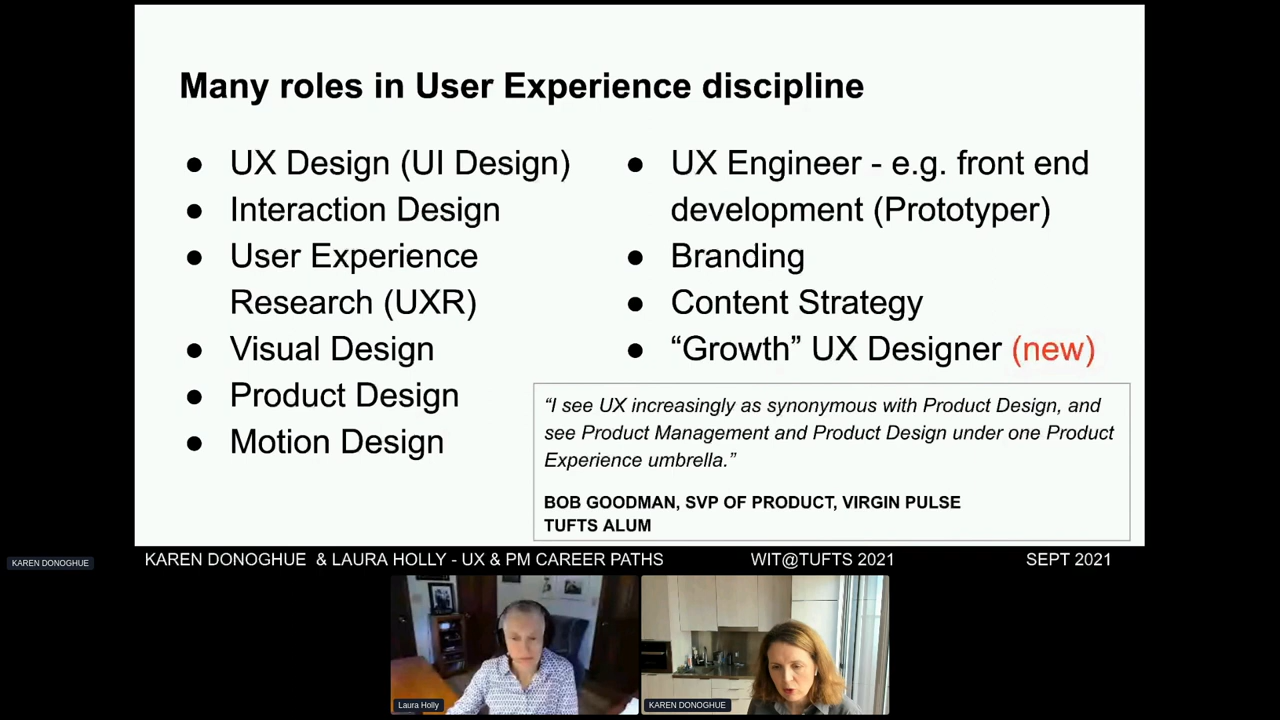 Many roles in User Experience discipline
● UX Design (UI Design)
● Interaction Design
● User Experience
Research (UXR)
● Visual Design
● Product Design
● Motion Design
● UX Engineer - e.g. front end
development (Prototyper)
● Branding
● Content Strategy
● “Growth” UX Designer (new)
“I see UX increasingly as synonymous with Product Design, and
see Product Management and Product Design under one Product
Experience umbrella.”
BOB GOODMAN, SVP OF PRODUCT, VIRGIN PULSE
TUFTS ALUM
KAREN DONOGHUE
KAREN DONOGHUE & LAURA HOLLY - UX & PM CAREER PATHS WIT@TUFTS 2021 SEPT 2021
Laura Holly
KAREN DONOGHUE